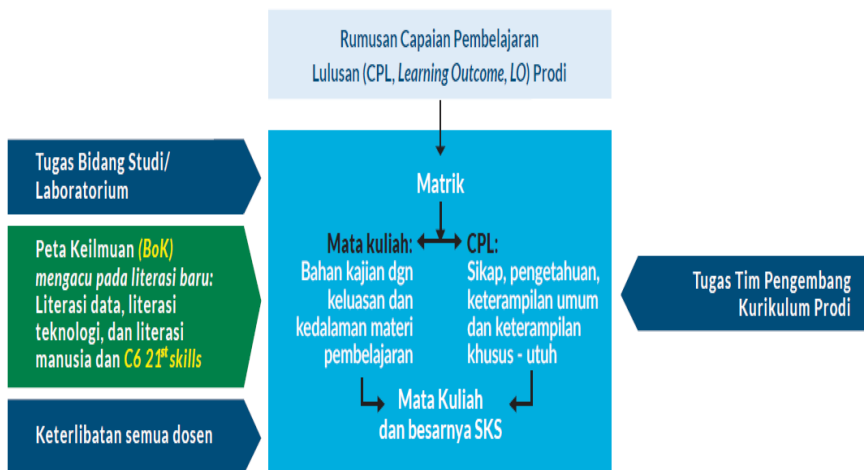 Rumusan Capaian Pembelajaran
Lulusan (CPL, Learning Outcome, LO) Prodi
Tugas Bidang Studi/
Laboratorium
Peta Keilmuan (BoK)
mengacu pada literasi baru:
Literasi data, literasi
teknologi, dan literasi
manusia dan C6 21st skills
Keterlibatan semua dosen
Matrik
Mata kuliah:
Bahan kajian dgn
keluasan dan
kedalaman materi
pembelajaran
CPL:
Sikap, pengetahuan,
keterampilan umum
dan keterampilan
khusus - utuh
Mata Kuliah
dan besarnya SKS
Tugas Tim Pengembang
Kurikulum Prodi